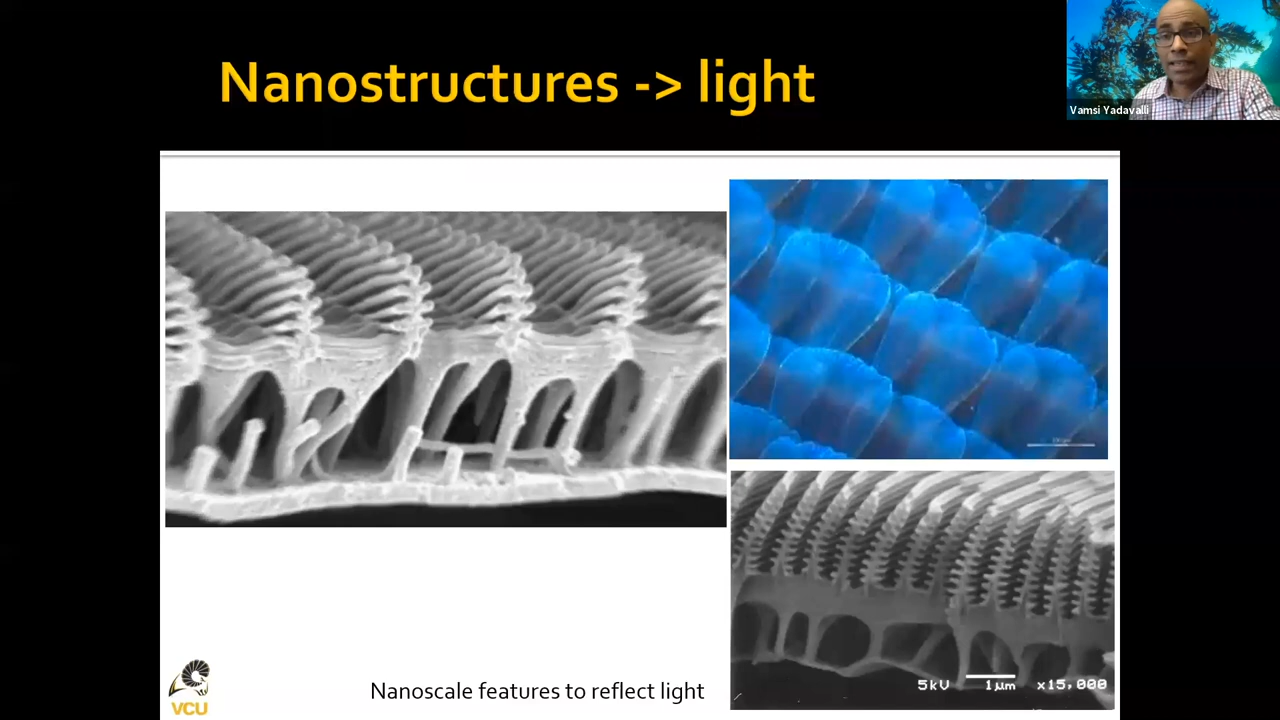 Nanostructures -> light
Vamsi Yadavalli
5kV 1μm x15,000
Nanoscale features to reflect light
VCU